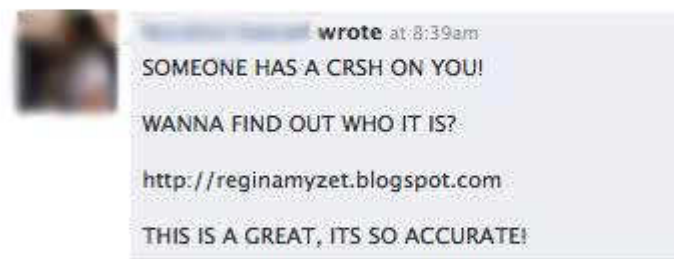 wrote at 8:39am
SOMEONE HAS A CRSH ON YOU!
WANNA FIND OUT WHO IT IS?
http://reginamyzet.blogspot.com
THIS IS A GREAT, ITS SO ACCURATE!